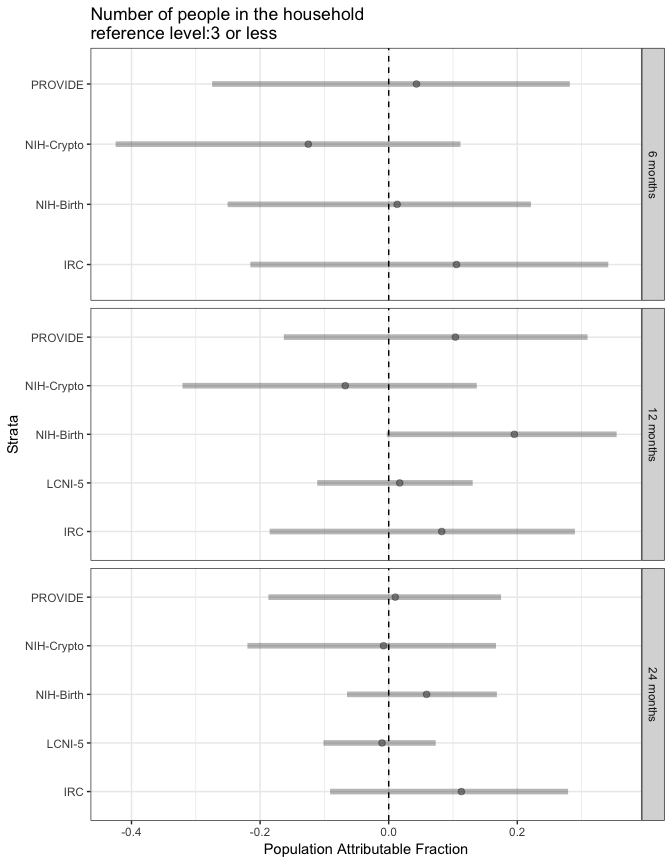 Number of people in the household
reference level:3 or less
PROVIDE
NIH-Crypto
NIH-Birth
IRC
6 months
PROVIDE
NIH-Crypto
NIH-Birth
LCNI-5
IRC
12 months
PROVIDE
NIH-Crypto
NIH-Birth
LCNI-5
IRC
24 months
Strata
-0.4
-0.2
0.0
0.2
Population Attributable Fraction